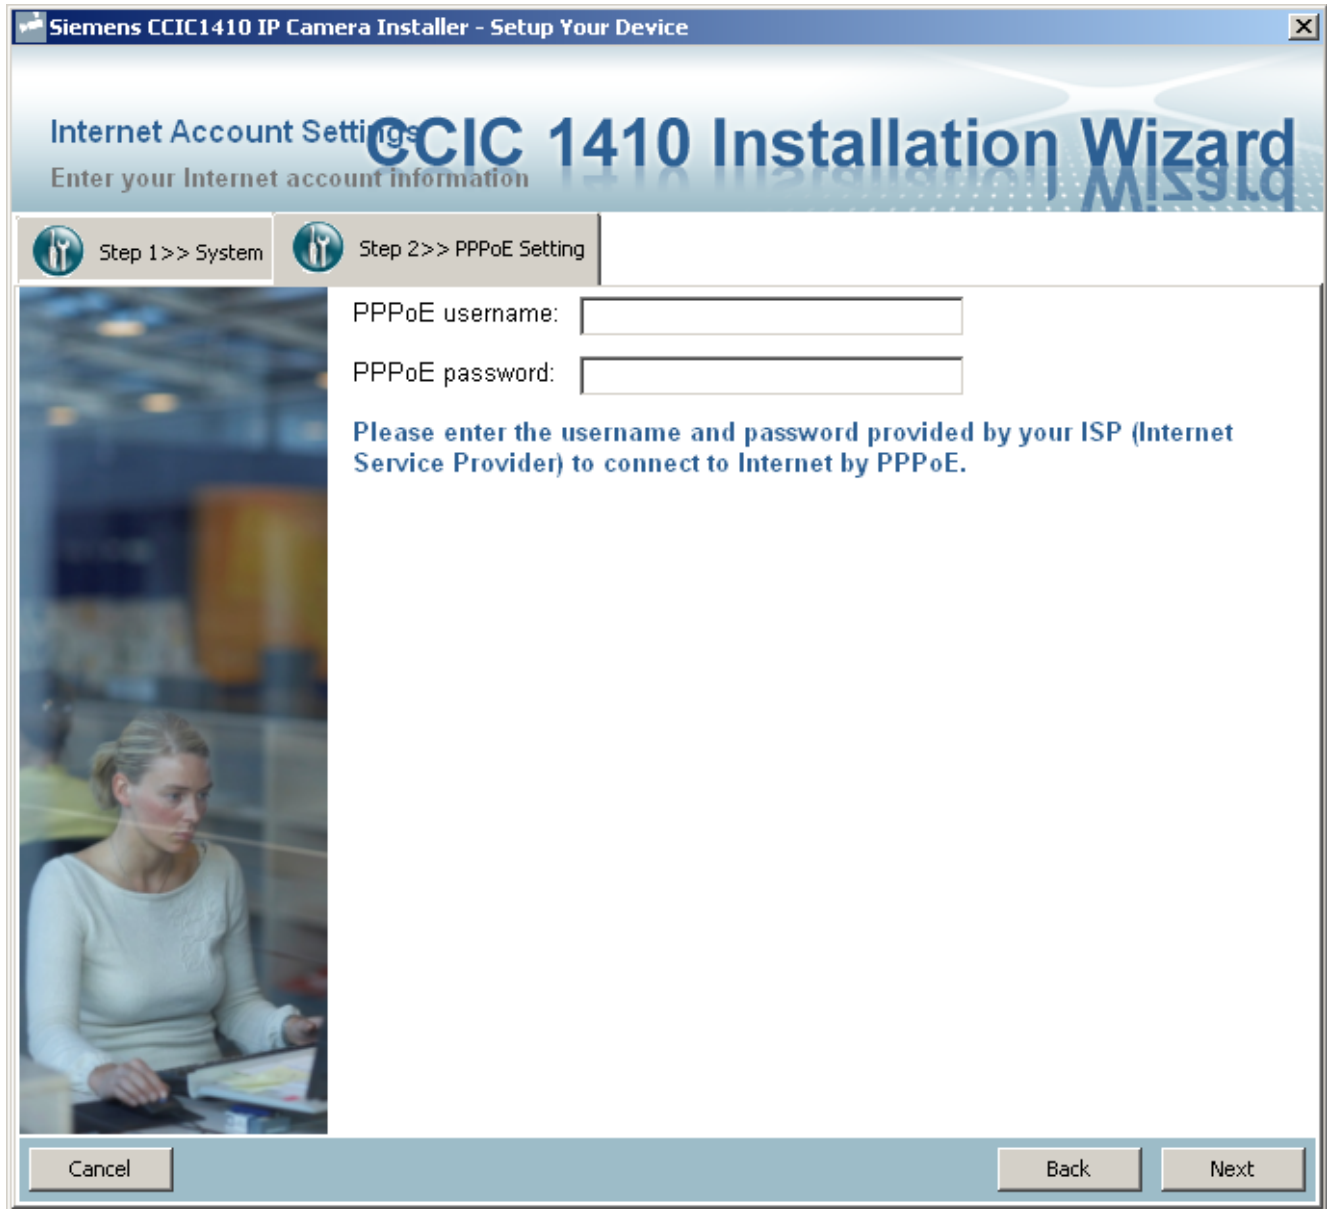 Siemens CCIC1410 IP Camera Installer - Setup Your Device
Internet Account Settings
CCIC 1410 Installation Wizard
Enter your Internet account information
Step 1>> System
Step 2>> PPPoE Setting
PPPoE username:
PPPoE password:
Please enter the username and password provided by your ISP (Internet
Service Provider) to connect to Internet by PPPoE.
Cancel
Back
Next